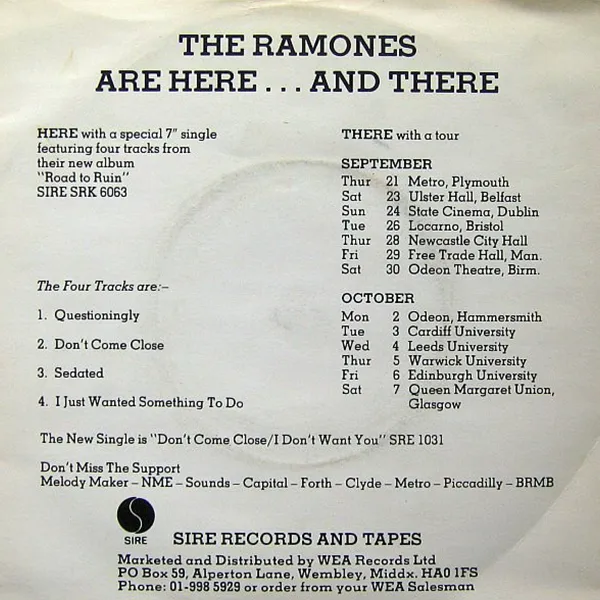 THE RAMONES
ARE HERE . . . AND THERE
HERE with a special 7" single
featuring four tracks from
their new album
"Road to Ruin"
SIRE SRK 6063
The Four Tracks are:–
1. Questioningly
2. Don't Come Close
3. Sedated
4. I Just Wanted Something To Do
THERE with a tour
SEPTEMBER
Thur 21 Metro, Plymouth
Sat 23 Ulster Hall, Belfast
Sun 24 State Cinema, Dublin
Tue 26 Locarno, Bristol
Thur 28 Newcastle City Hall
Fri 29 Free Trade Hall, Man.
Sat 30 Odeon Theatre, Birm.
OCTOBER
Mon 2 Odeon, Hammersmith
Tue 3 Cardiff University
Wed 4 Leeds University
Thur 5 Warwick University
Fri 6 Edinburgh University
Sat 7 Queen Margaret Union,
Glasgow
The New Single is "Don't Come Close/I Don't Want You" SRE 1031
Don't Miss The Support
Melody Maker – NME – Sounds – Capital – Forth – Clyde – Metro – Piccadilly – BRMB
SIRE
SIRE RECORDS AND TAPES
Marketed and Distributed by WEA Records Ltd
PO Box 59, Alperton Lane, Wembley, Middx. HA0 1FS
Phone: 01-998 5929 or order from your WEA Salesman